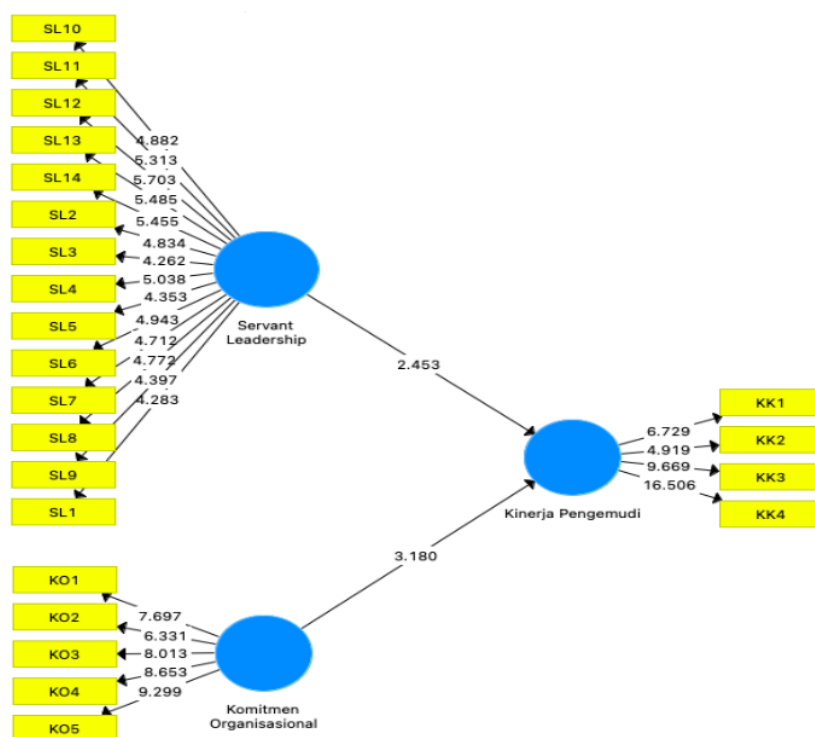 SL10
SL11
SL12
SL13
SL14
SL2
SL3
SL4
SL5
SL6
SL7
SL8
SL9
SL1
4.882
5.313
5.703
5.485
5.455
4.834
4.262
5.038
4.353
4.943
4.712
4.772
4.397
4.283
Servant
Leadership
2.453
KK1
KK2
KK3
KK4
6.729
4.919
9.669
16.506
Kinerja Pengemudi
3.180
KO1
KO2
KO3
KO4
KO5
7.697
6.331
8.013
8.653
9.299
Komitmen
Organisasional